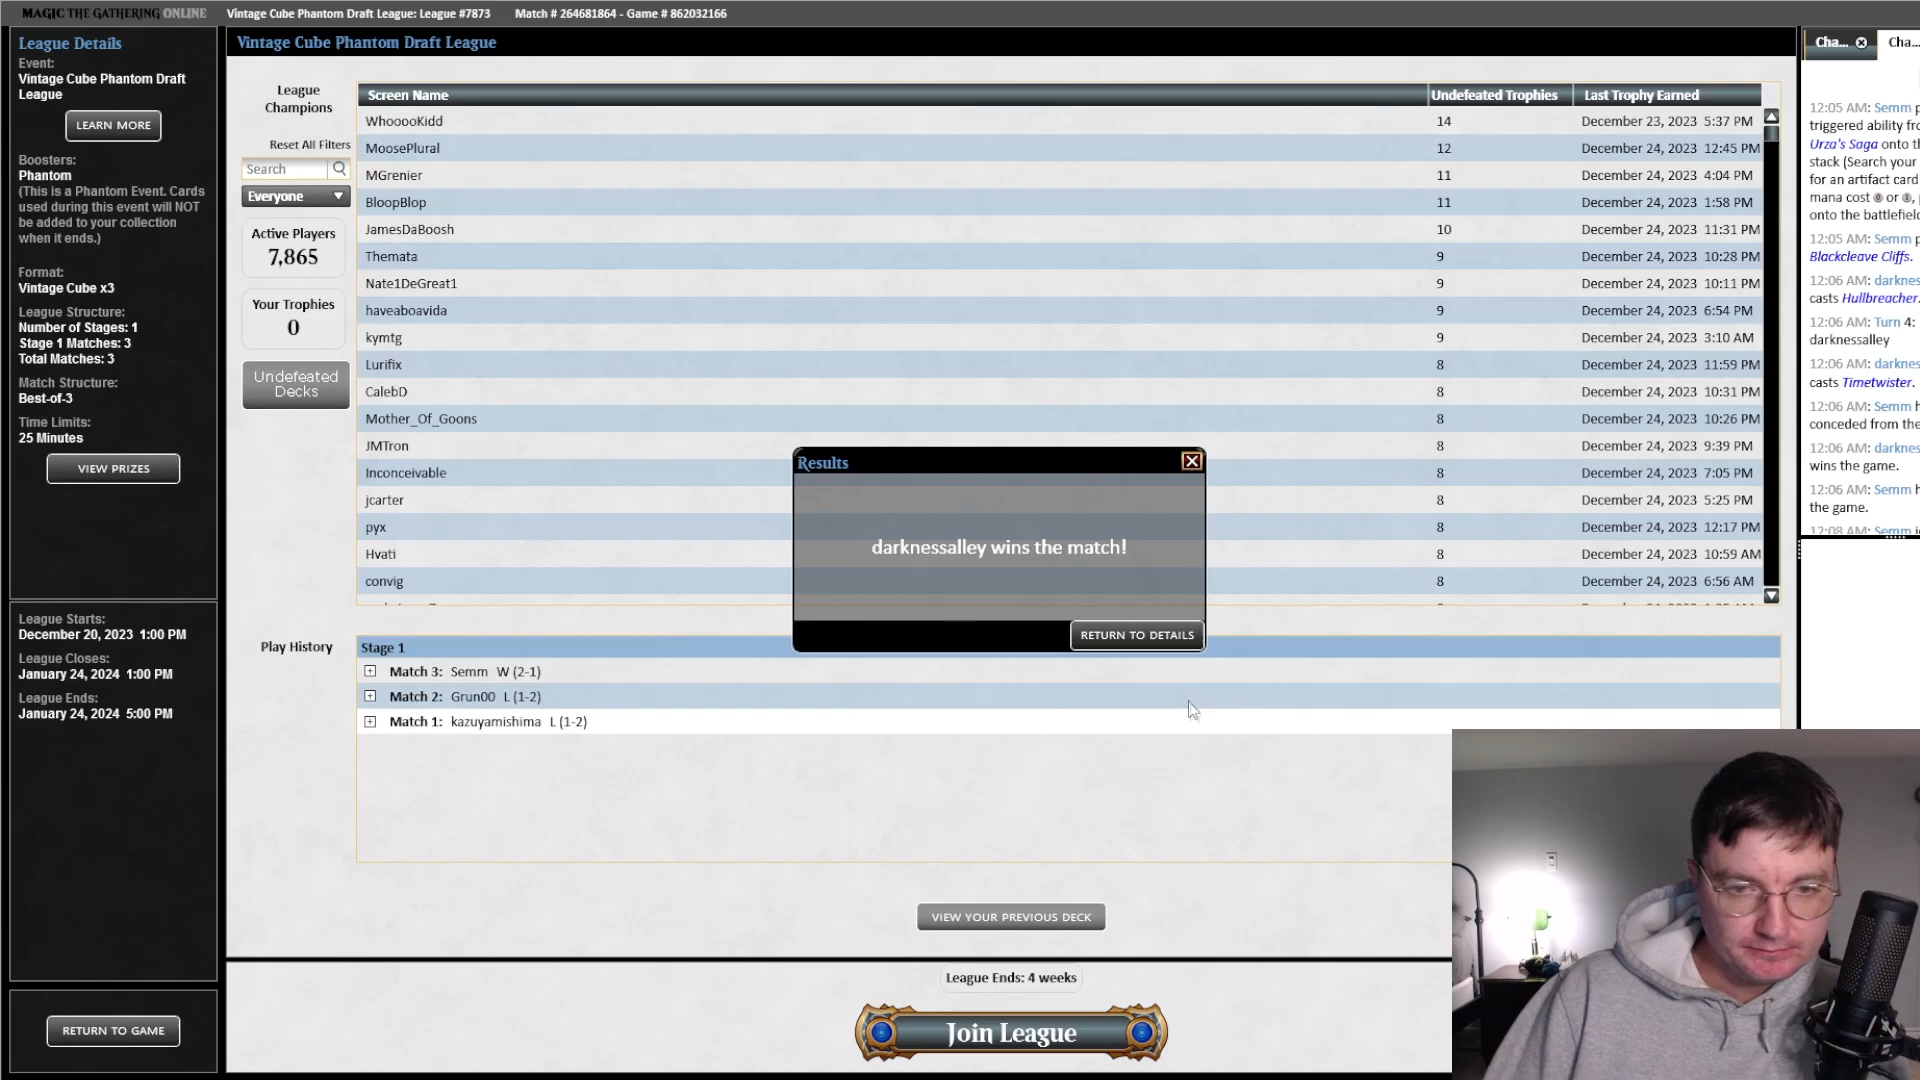 MAGIC THE GATHERING ONLINE
Vintage Cube Phantom Draft League: League #7873
Match # 264681864 - Game # 862032166
League Details
Event:
Vintage Cube Phantom Draft
League
LEARN MORE
Boosters:
Phantom
(This is a Phantom Event. Cards
used during this event will NOT
be added to your collection
when it ends.)
Format:
Vintage Cube x3
League Structure:
Number of Stages: 1
Stage 1 Matches: 3
Total Matches: 3
Match Structure:
Best-of-3
Time Limits:
25 Minutes
VIEW PRIZES
League Starts:
December 20, 2023 1:00 PM
League Closes:
January 24, 2024 1:00 PM
League Ends:
January 24, 2024 5:00 PM
RETURN TO GAME
Vintage Cube Phantom Draft League
League
Champions
Reset All Filters
Search
Everyone
Active Players
7,865
Your Trophies
0
Undefeated
Decks
Screen Name Undefeated Trophies Last Trophy Earned
WhooooKidd 14 December 23, 2023 5:37 PM
MoosePlural 12 December 24, 2023 12:45 PM
MGrenier 11 December 24, 2023 4:04 PM
BloopBlop 11 December 24, 2023 1:58 PM
JamesDaBoosh 10 December 24, 2023 11:31 PM
Themata 9 December 24, 2023 10:28 PM
Nate1DeGreat1 9 December 24, 2023 10:11 PM
haveaboavida 9 December 24, 2023 6:54 PM
kymtg 9 December 24, 2023 3:10 AM
Lurifix 8 December 24, 2023 11:59 PM
CalebD 8 December 24, 2023 10:31 PM
Mother_Of_Goons 8 December 24, 2023 10:26 PM
JMTron 8 December 24, 2023 9:39 PM
Inconceivable 8 December 24, 2023 7:05 PM
jcarter 8 December 24, 2023 5:25 PM
pyx 8 December 24, 2023 12:17 PM
Hvati 8 December 24, 2023 10:59 AM
convig 8 December 24, 2023 6:56 AM
Results
darknessalley wins the match!
RETURN TO DETAILS
Play History
Stage 1
Match 3: Semm W (2-1)
Match 2: Grun00 L (1-2)
Match 1: kazuyamishima L (1-2)
VIEW YOUR PREVIOUS DECK
League Ends: 4 weeks
Join League
Cha... Cha...
12:05 AM: Semm p
triggered ability fro
Urza's Saga onto th
stack (Search your
for an artifact card
mana cost or , p
onto the battlefield
12:05 AM: Semm p
Blackcleave Cliffs.
12:06 AM: darknes
casts Hullbreacher.
12:06 AM: Turn 4:
darknessalley
12:06 AM: darknes
casts Timetwister.
12:06 AM: Semm h
conceded from the
12:06 AM: darknes
wins the game.
12:06 AM: Semm h
the game.
12:08 AM: Semm